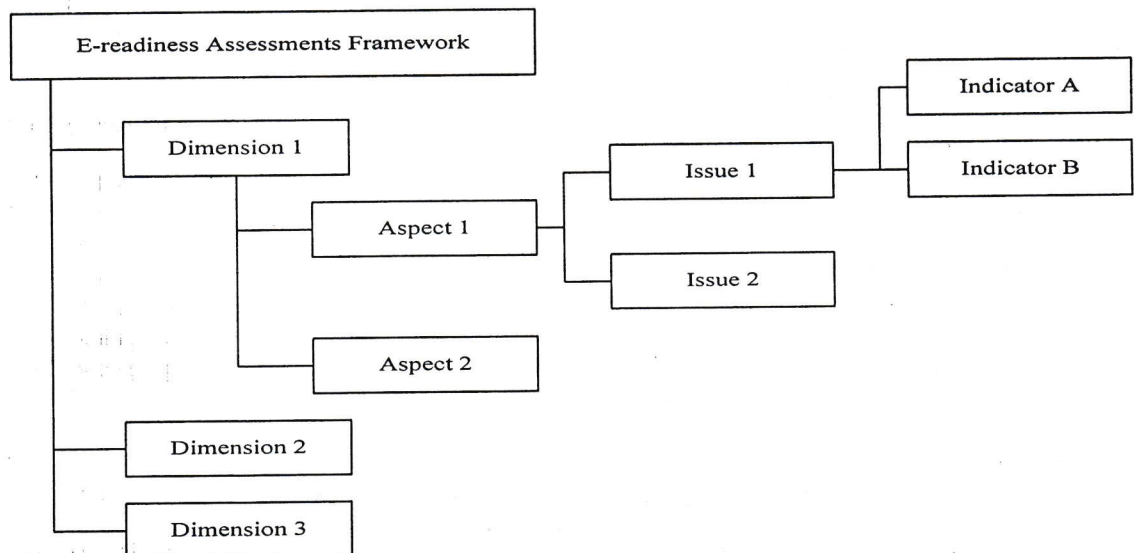 E-readiness Assessments Framework
Dimension 1
Aspect 1
Issue 1
Indicator A
Indicator B
Issue 2
Aspect 2
Dimension 2
Dimension 3